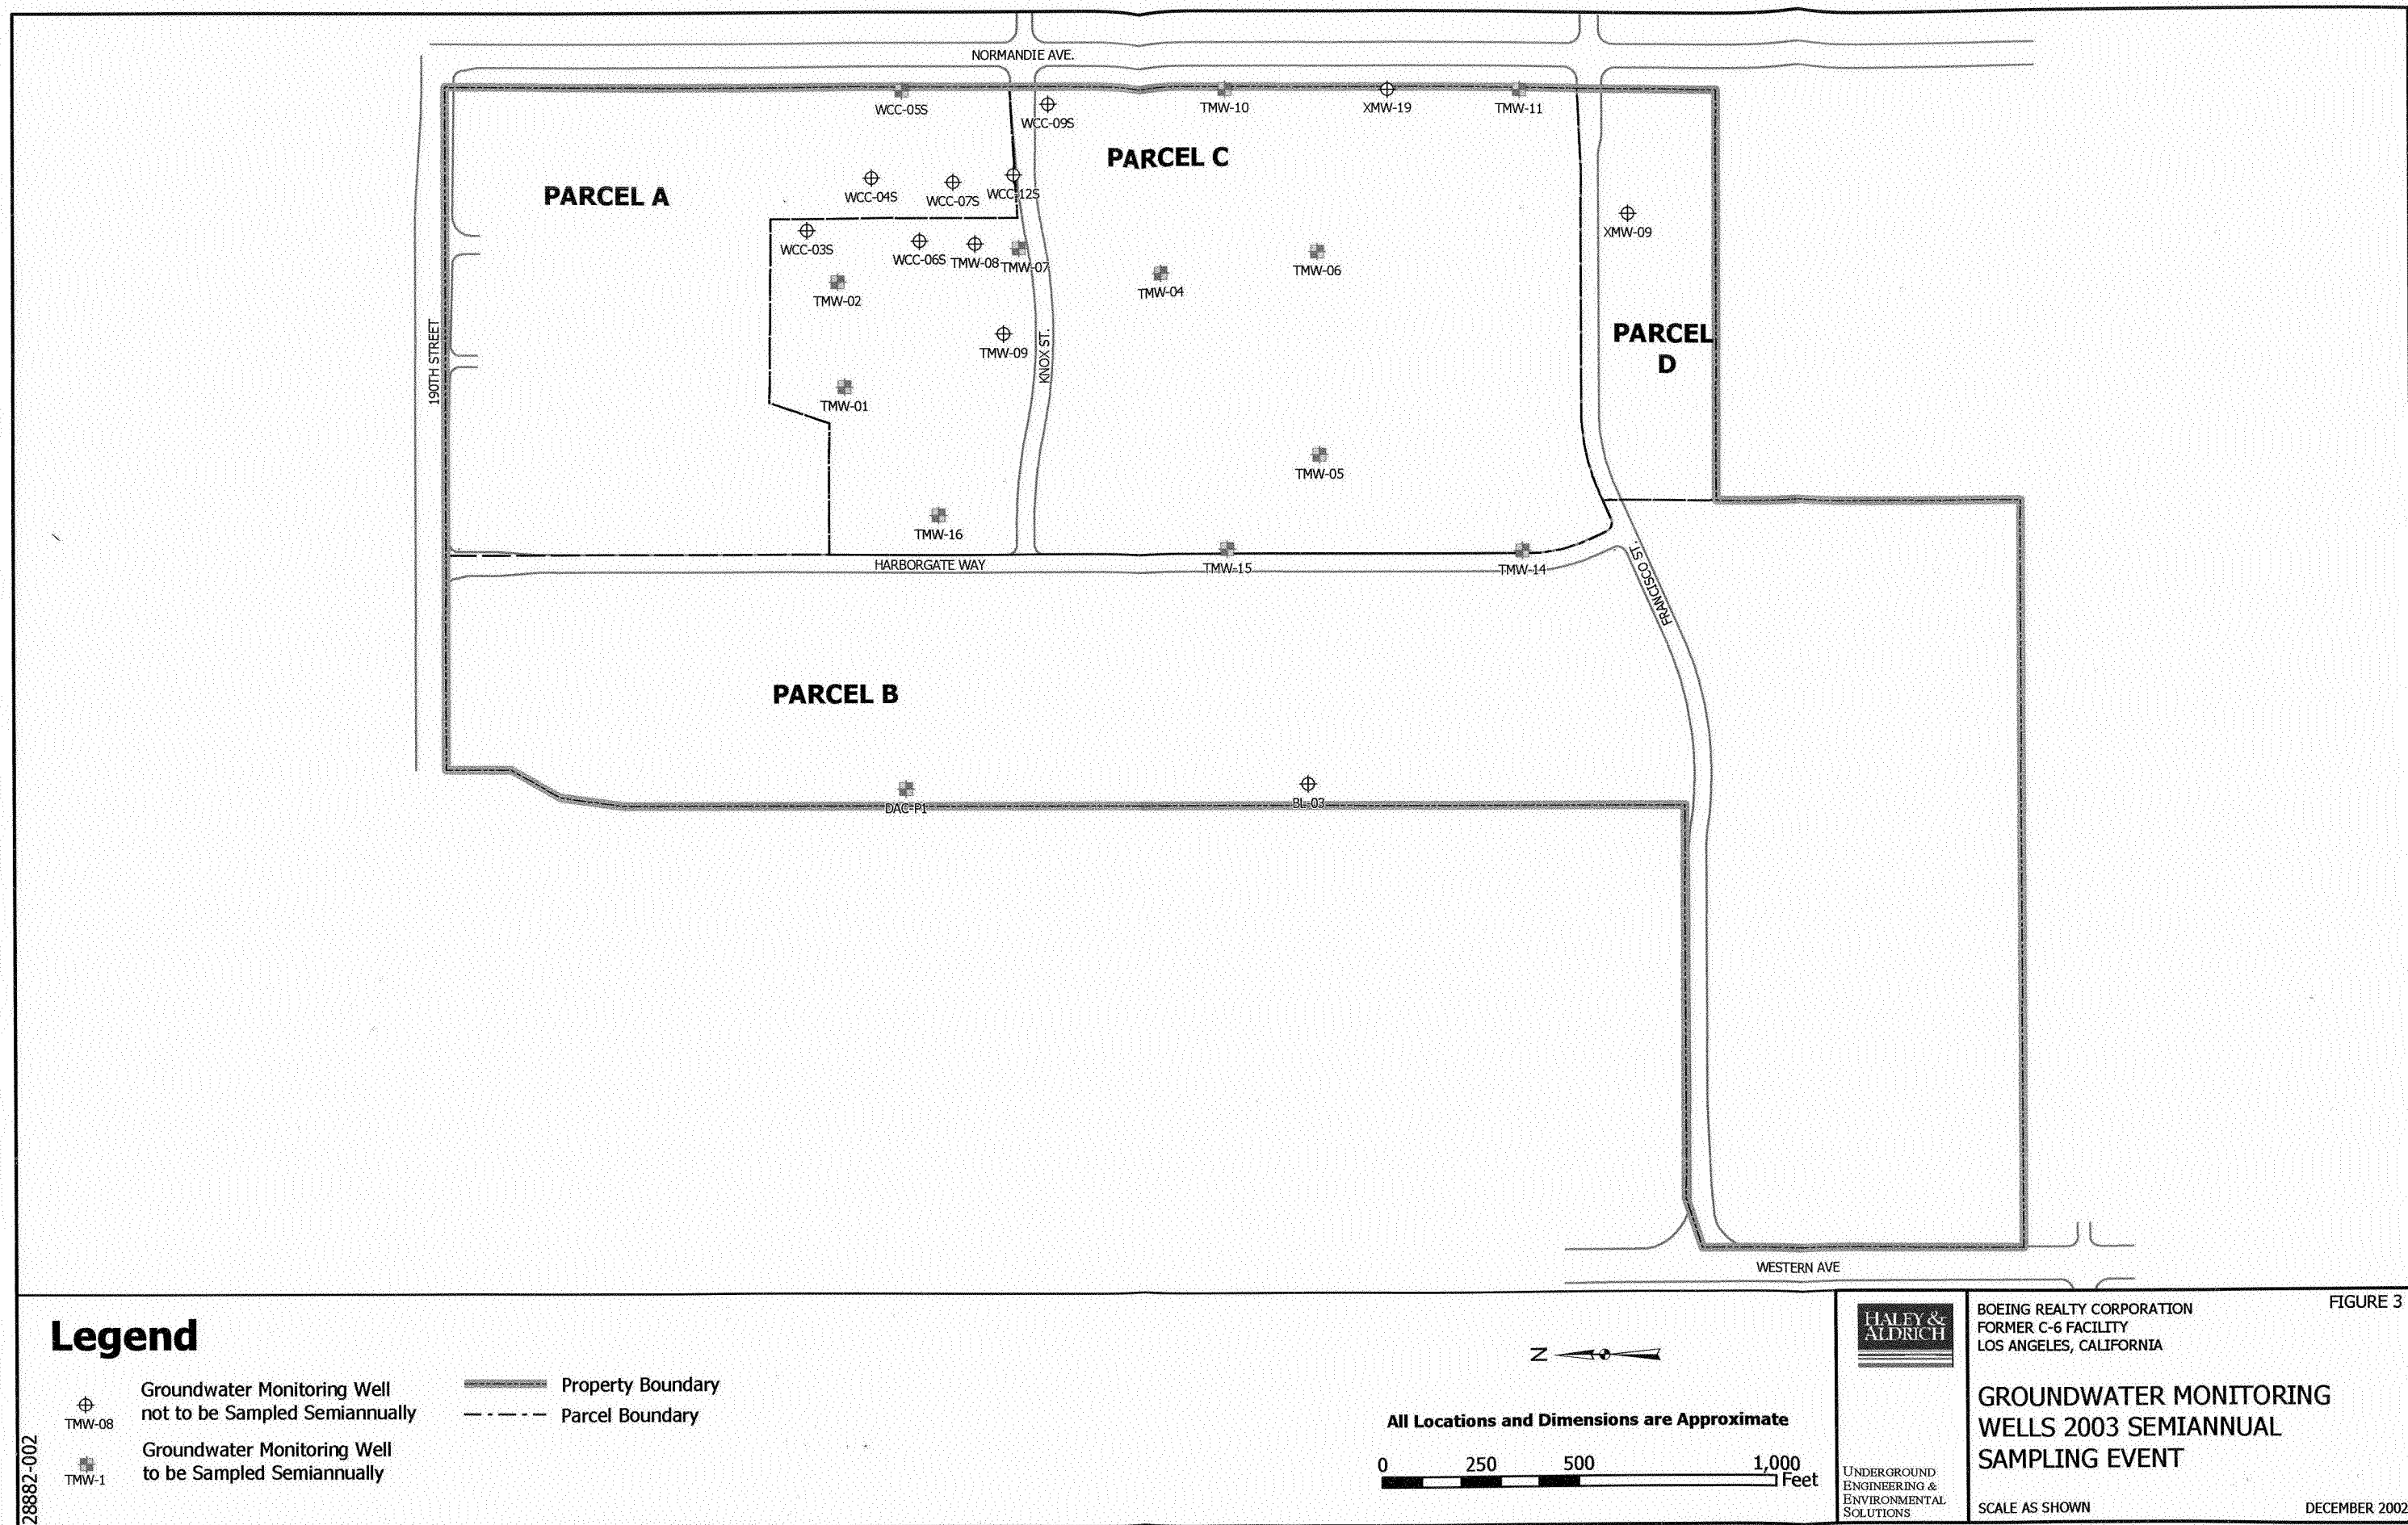 NORMANDIE AVE.
WCC-05S
WCC-09S
TMW-10
XMW-19
TMW-11
PARCEL C
PARCEL A
WCC-04S
WCC-07S
WCC-12S
XMW-09
WCC-03S
WCC-06S
TMW-08
TMW-07
TMW-06
TMW-04
TMW-02
PARCEL
D
TMW-09
KNOX ST.
190TH STREET
TMW-01
TMW-05
TMW-16
HARBORGATE WAY
TMW-15
TMW-14
FRANCISCO ST.
PARCEL B
DAC-P1
BL-03
WESTERN AVE
Legend
Groundwater Monitoring Well
not to be Sampled Semiannually
TMW-08
Groundwater Monitoring Well
to be Sampled Semiannually
TMW-1
Property Boundary
Parcel Boundary
28882-002
N
All Locations and Dimensions are Approximate
0 250 500 1,000
Feet
HALEY &
ALDRICH
UNDERGROUND
ENGINEERING &
ENVIRONMENTAL
SOLUTIONS
BOEING REALTY CORPORATION
FORMER C-6 FACILITY
LOS ANGELES, CALIFORNIA
FIGURE 3
GROUNDWATER MONITORING
WELLS 2003 SEMIANNUAL
SAMPLING EVENT
SCALE AS SHOWN
DECEMBER 2002